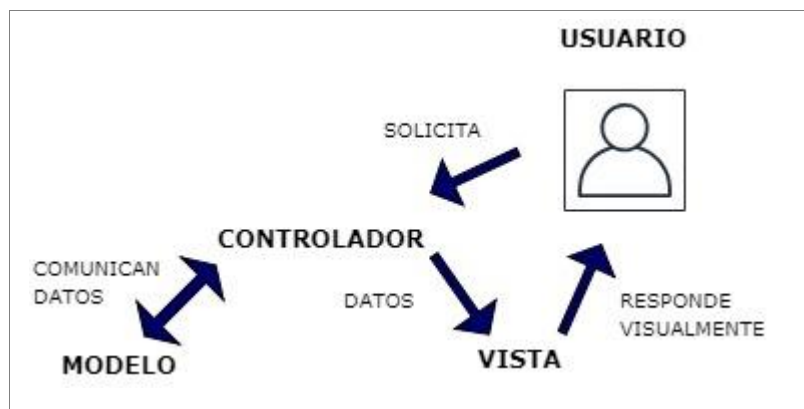 USUARIO
SOLICITA
CONTROLADOR
COMUNICAN
DATOS
DATOS
RESPONDE
VISUALMENTE
MODELO
VISTA